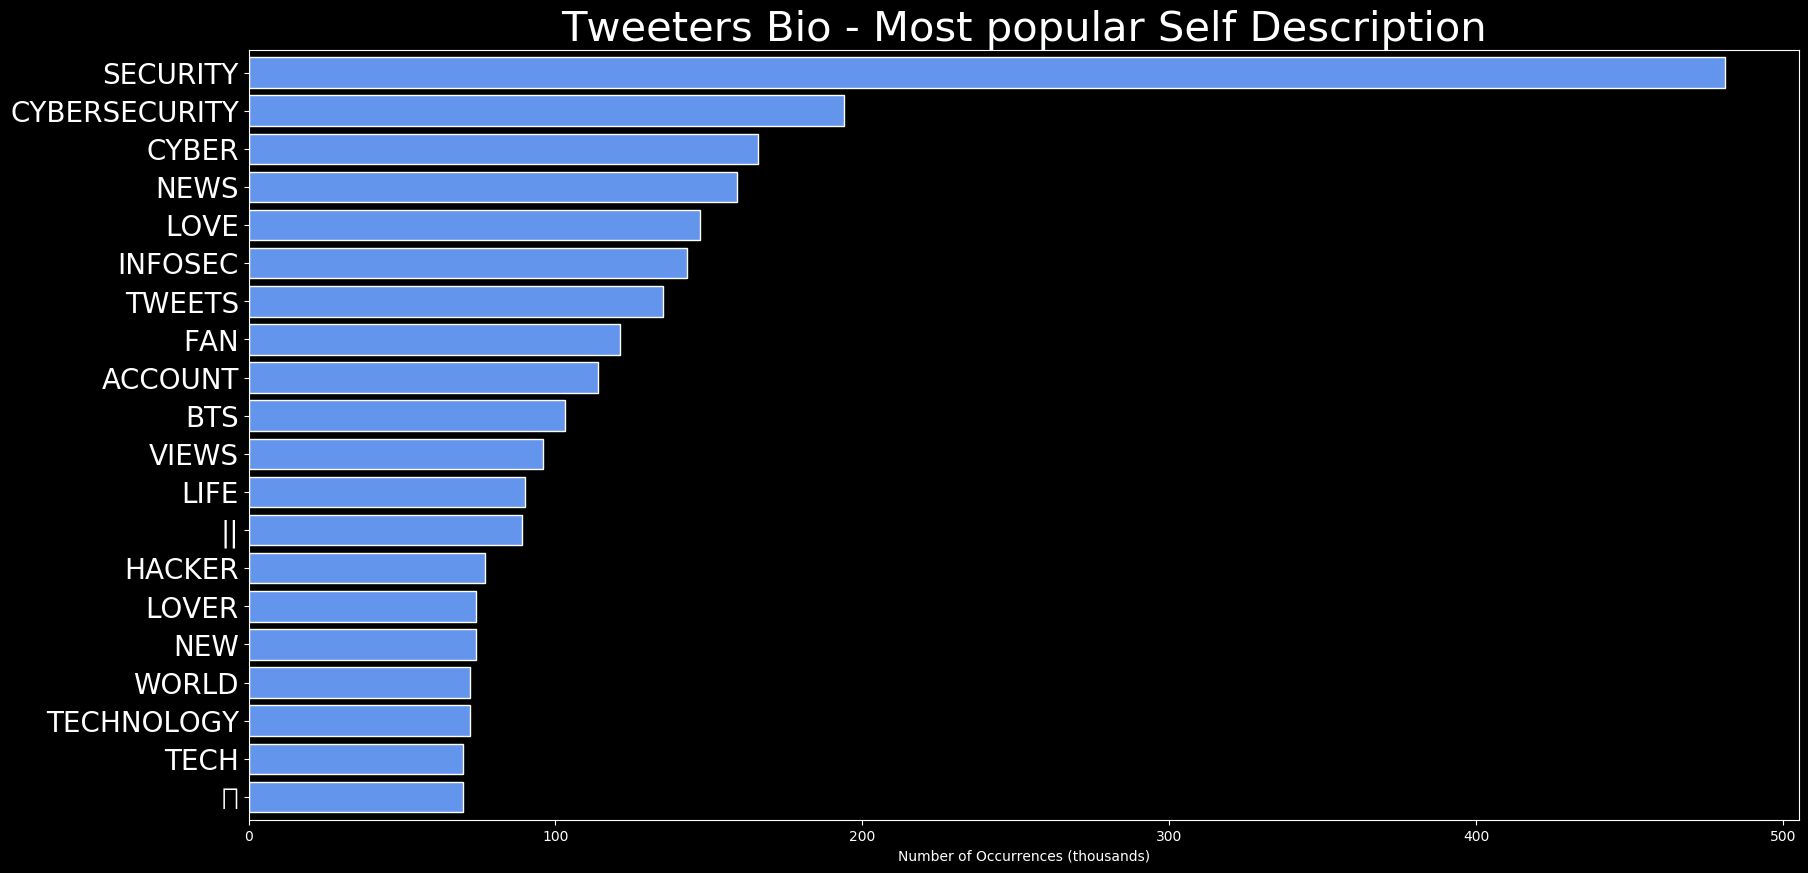 Tweeters Bio - Most popular Self Description
SECURITY
CYBERSECURITY
CYBER
NEWS
LOVE
INFOSEC
TWEETS
FAN
ACCOUNT
BTS
VIEWS
LIFE
||
HACKER
LOVER
NEW
WORLD
TECHNOLOGY
TECH
0 100 200 300 400 500
Number of Occurrences (thousands)